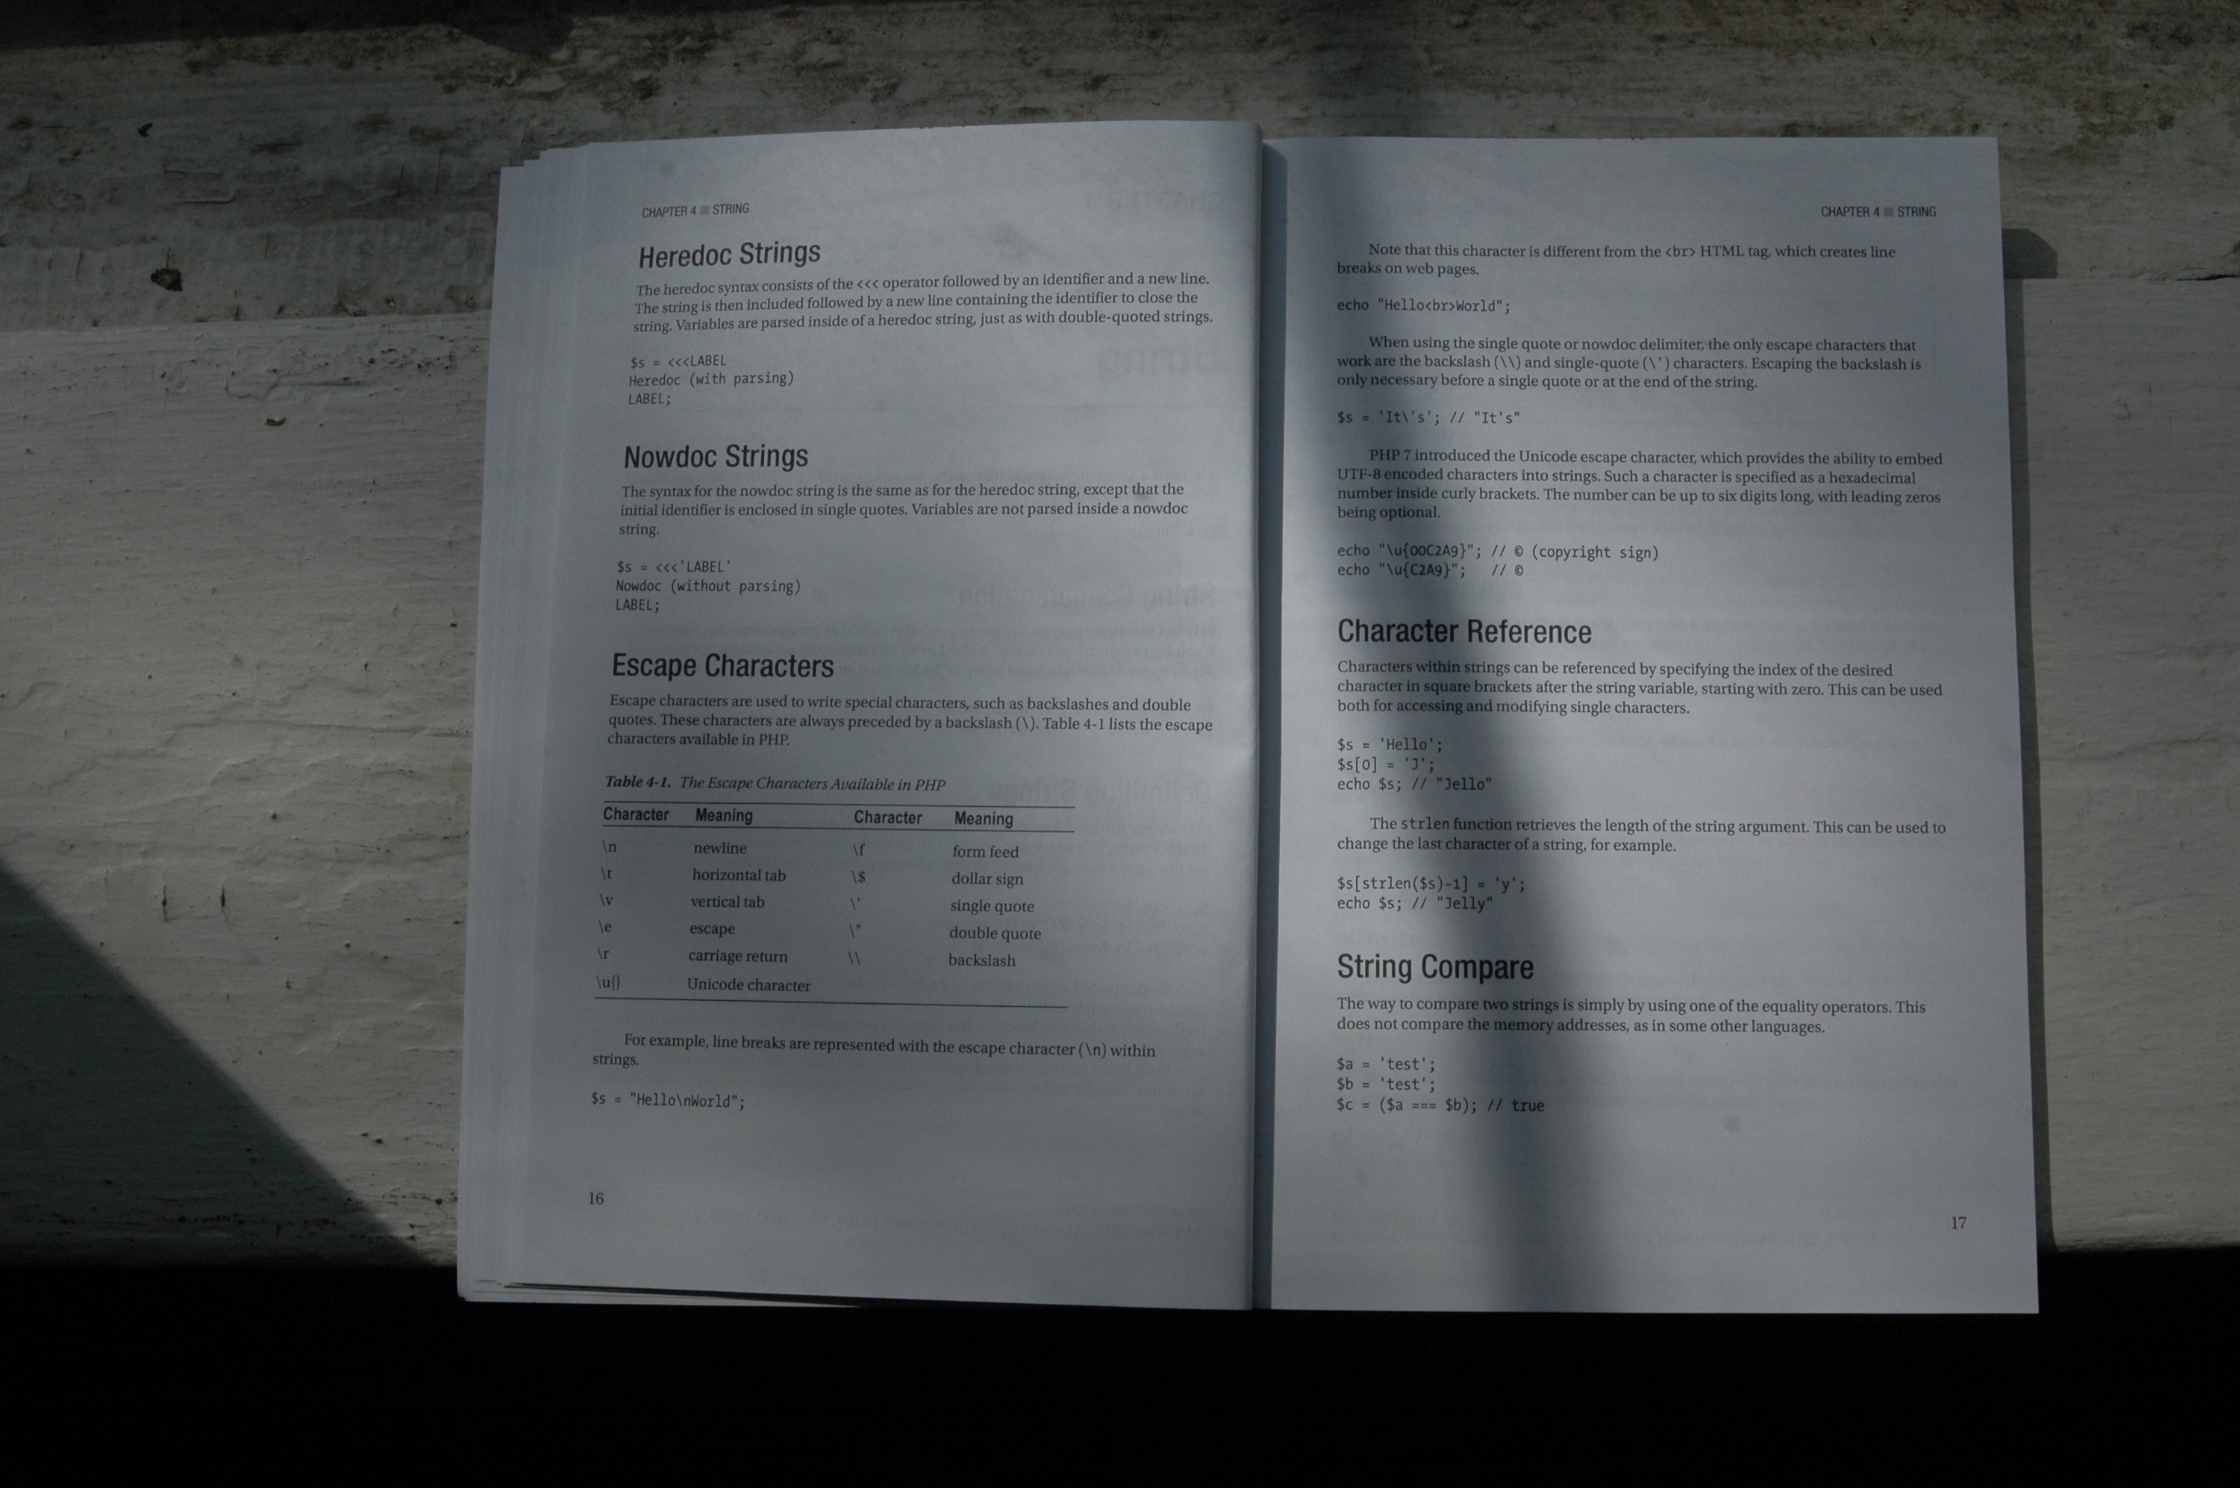 CHAPTER 4 ■ STRING
Heredoc Strings
The heredoc syntax consists of the <<< operator followed by an identifier and a new line.
The string is then included followed by a new line containing the identifier to close the
string. Variables are parsed inside of a heredoc string, just as with double-quoted strings.
$s = <<<LABEL
Heredoc (with parsing)
LABEL;
Nowdoc Strings
The syntax for the nowdoc string is the same as for the heredoc string, except that the
initial identifier is enclosed in single quotes. Variables are not parsed inside a nowdoc
string.
$s = <<<'LABEL'
Nowdoc (without parsing)
LABEL;
Escape Characters
Escape characters are used to write special characters, such as backslashes and double
quotes. These characters are always preceded by a backslash (\). Table 4-1 lists the escape
characters available in PHP.
Table 4-1. The Escape Characters Available in PHP
Character Meaning Character Meaning
\n newline \f form feed
\t horizontal tab \$ dollar sign
\v vertical tab \' single quote
\e escape \" double quote
\r carriage return \\ backslash
\u{} Unicode character
For example, line breaks are represented with the escape character (\n) within
strings.
$s = "Hello\nWorld";
16
CHAPTER 4 ■ STRING
Note that this character is different from the <br> HTML tag, which creates line
breaks on web pages.
echo "Hello<br>World";
When using the single quote or nowdoc delimiter, the only escape characters that
work are the backslash (\\) and single-quote (\') characters. Escaping the backslash is
only necessary before a single quote or at the end of the string.
$s = 'It\'s'; // "It's"
PHP 7 introduced the Unicode escape character, which provides the ability to embed
UTF-8 encoded characters into strings. Such a character is specified as a hexadecimal
number inside curly brackets. The number can be up to six digits long, with leading zeros
being optional.
echo "\u{00C2A9}"; // © (copyright sign)
echo "\u{C2A9}"; // ©
Character Reference
Characters within strings can be referenced by specifying the index of the desired
character in square brackets after the string variable, starting with zero. This can be used
both for accessing and modifying single characters.
$s = 'Hello';
$s[0] = 'J';
echo $s; // "Jello"
The strlen function retrieves the length of the string argument. This can be used to
change the last character of a string, for example.
$s[strlen($s)-1] = 'y';
echo $s; // "Jelly"
String Compare
The way to compare two strings is simply by using one of the equality operators. This
does not compare the memory addresses, as in some other languages.
$a = 'test';
$b = 'test';
$c = ($a === $b); // true
17